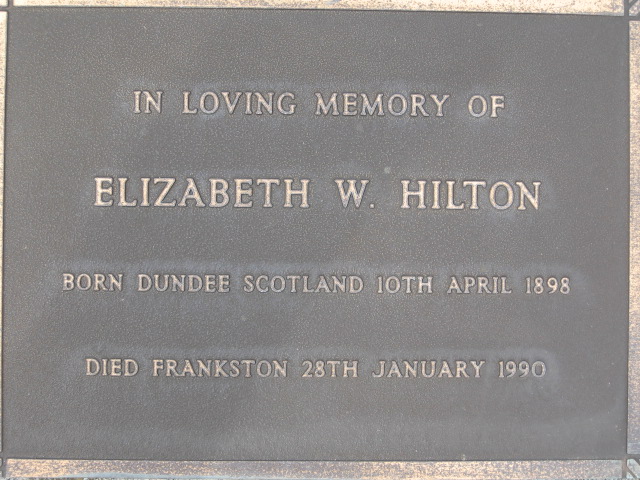 IN LOVING MEMORY OF
ELIZABETH W. HILTON
BORN DUNDEE SCOTLAND 10TH APRIL 1898
DIED FRANKSTON 28TH JANUARY 1990